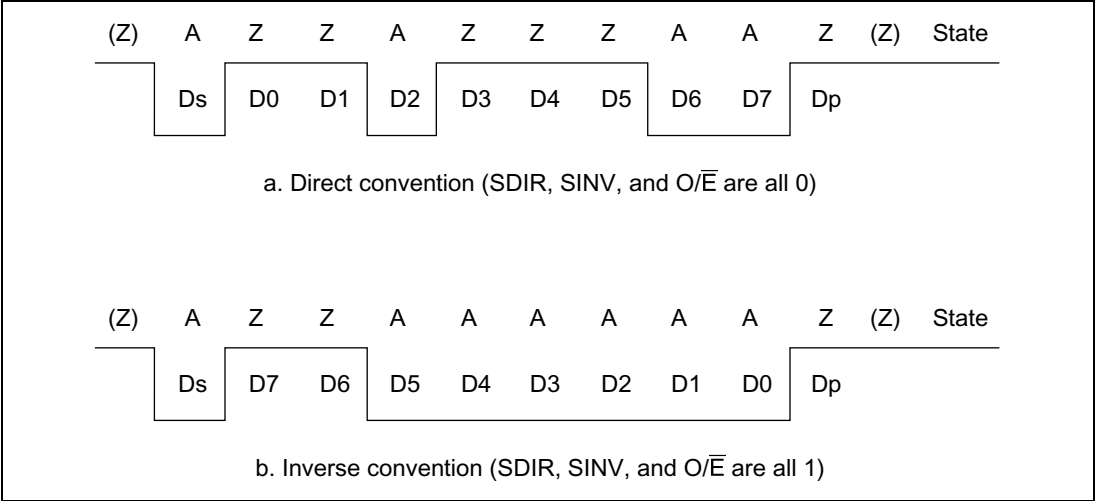 (Z) A Z Z A Z Z Z A A Z (Z) State
Ds D0 D1 D2 D3 D4 D5 D6 D7 Dp
a. Direct convention (SDIR, SINV, and O/E̅ are all 0)
(Z) A Z Z A A A A A A Z (Z) State
Ds D7 D6 D5 D4 D3 D2 D1 D0 Dp
b. Inverse convention (SDIR, SINV, and O/E̅ are all 1)